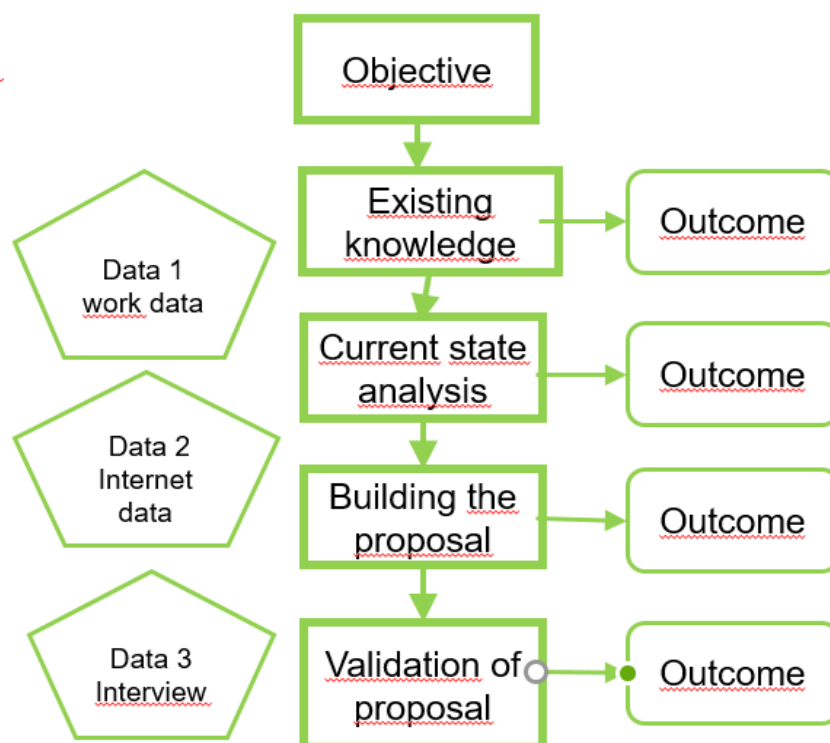 Objective
Existing
knowledge
Outcome
Data 1
work data
Current state
analysis
Outcome
Data 2
Internet
data
Building the
proposal
Outcome
Data 3
Interview
Validation of
proposal
Outcome